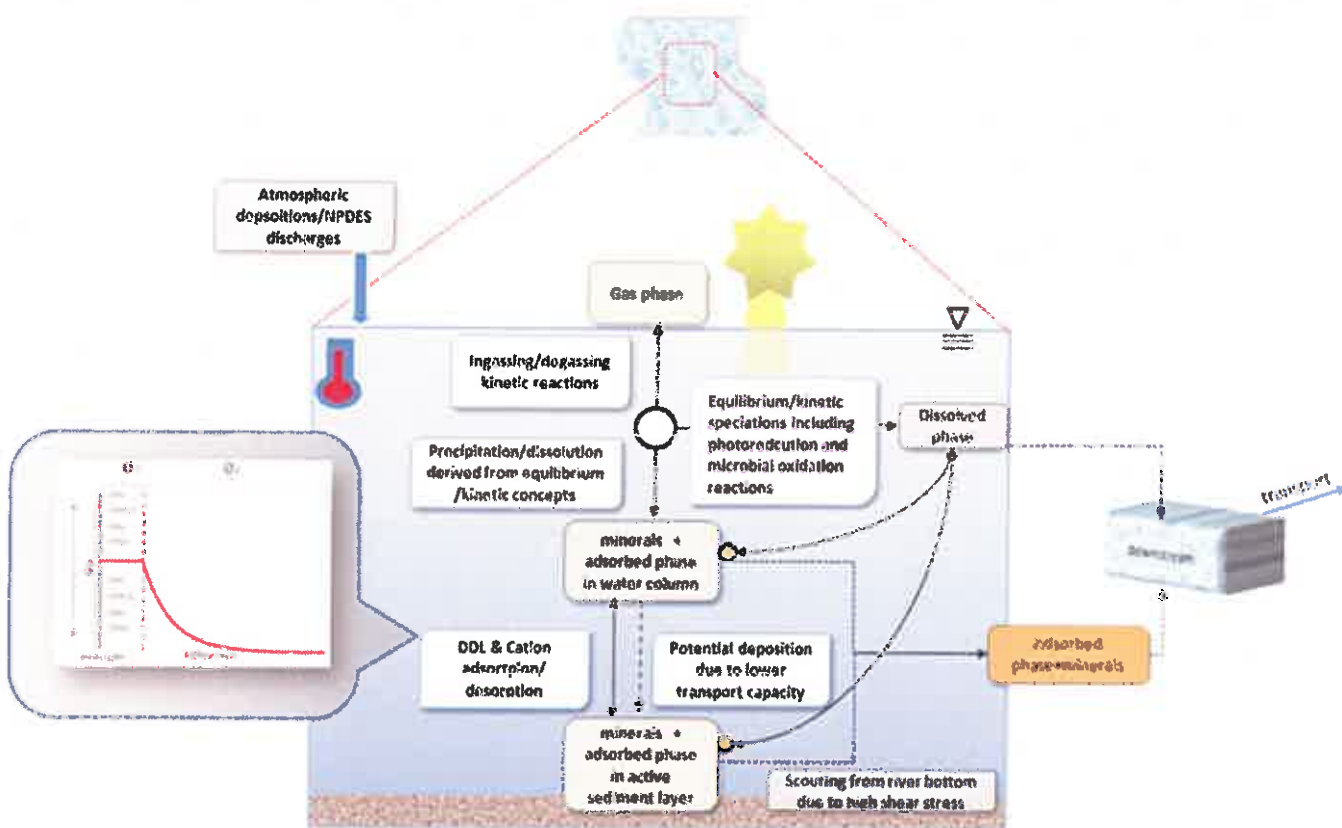 Atmospheric
depsoitions/NPDES
discharges
Gas phase
Ingassing/degassing
kinetic reactions
Equilibrium/kinetic
speciations including
photoredcution and
microbial oxidation
reactions
Dissolved
phase
Precipitation/dissolution
derived from equilibrium
/kinetic concepts
transport
minerals +
adsorbed phase
in water column
DDL & Cation
adsorrpion/
desorption
Potential deposition
due to lower
transport capacity
adsorbed
phase+minerals
minerals +
adsorbed phase
in active
sediment layer
Scouring from river bottom
due to high shear stress